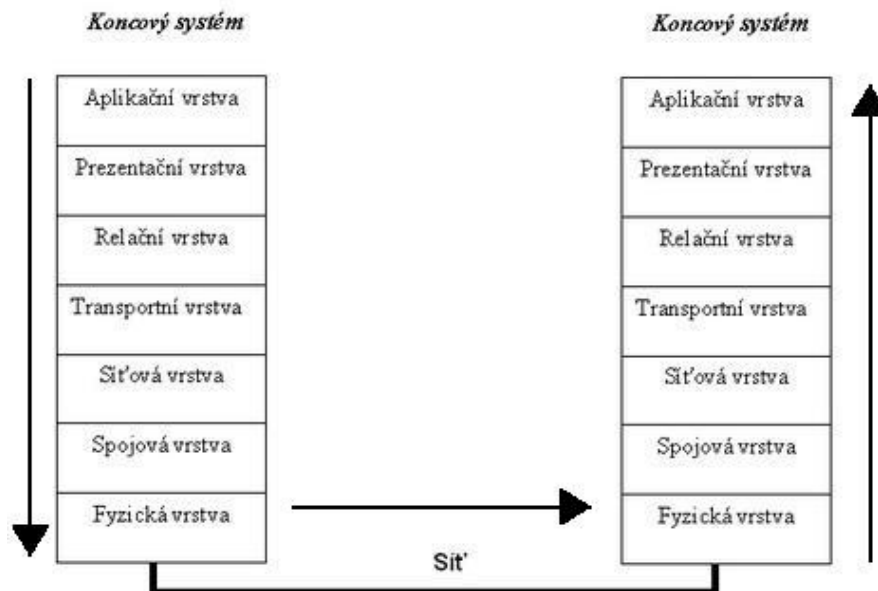 Koncový systém
Aplikační vrstva
Prezentační vrstva
Relační vrstva
Transportní vrstva
Síťová vrstva
Spojová vrstva
Fyzická vrstva
Koncový systém
Aplikační vrstva
Prezentační vrstva
Relační vrstva
Transportní vrstva
Síťová vrstva
Spojová vrstva
Fyzická vrstva
Síť